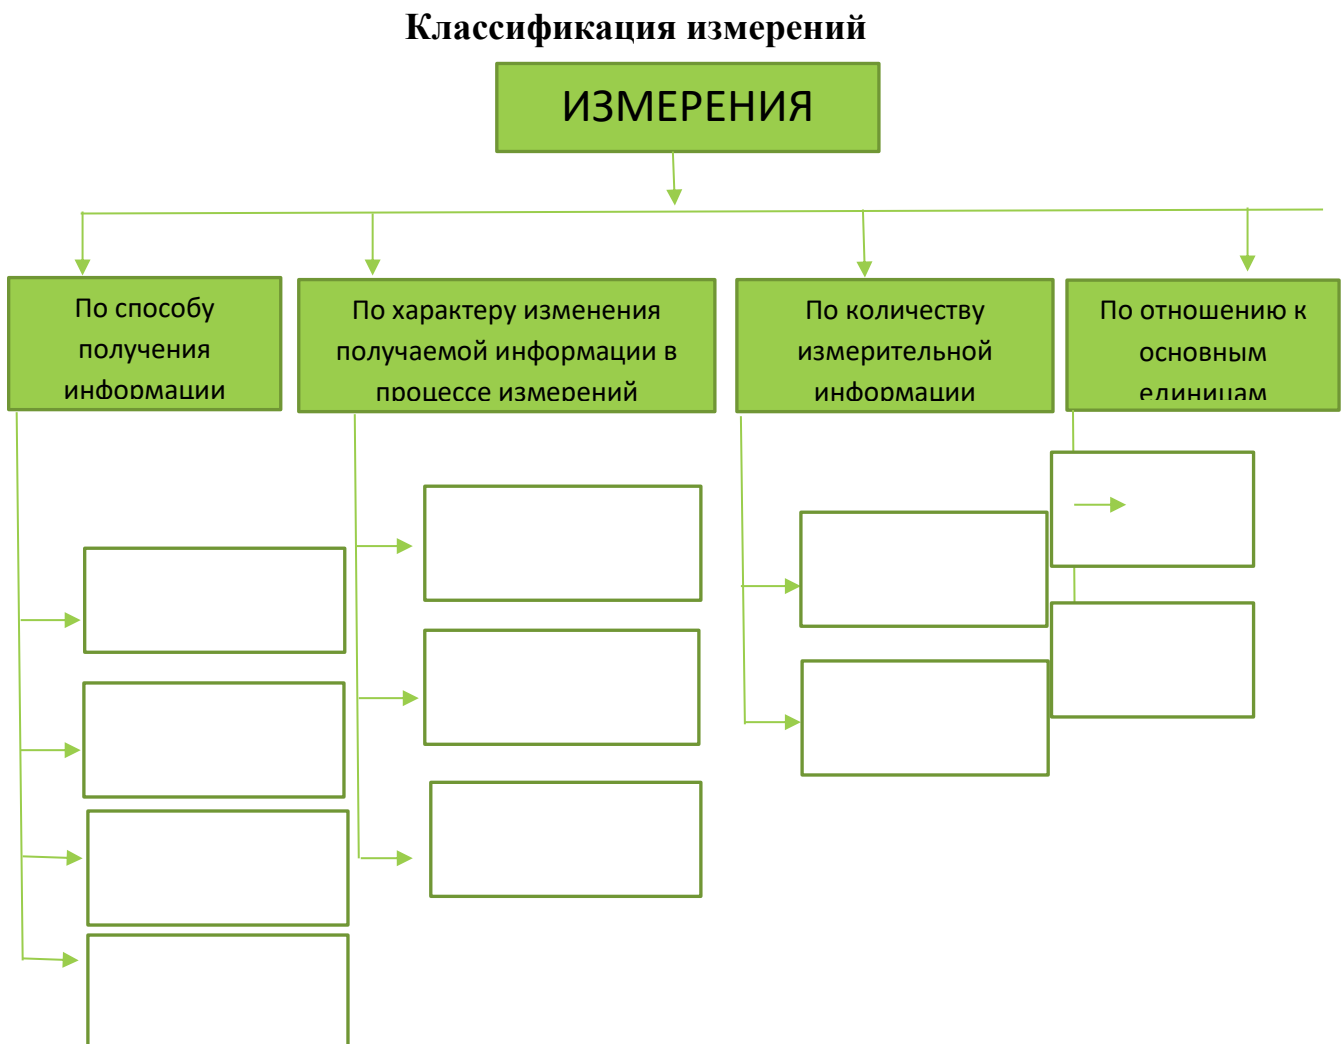 Классификация измерений
ИЗМЕРЕНИЯ
По способу
получения
информации
По характеру изменения
получаемой информации в
процессе измерений
По количеству
измерительной
информации
По отношению к
основным
единицам